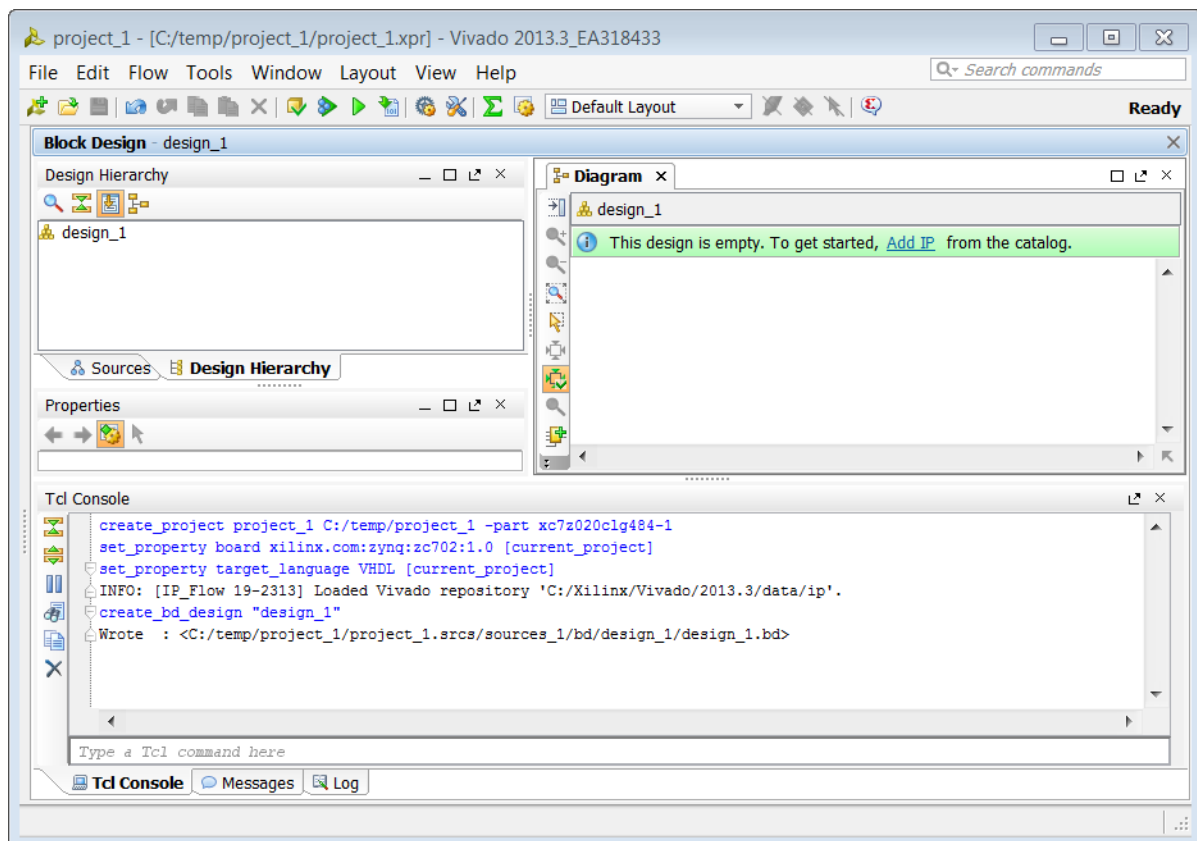 project_1 - [C:/temp/project_1/project_1.xpr] - Vivado 2013.3_EA318433
File Edit Flow Tools Window Layout View Help
Search commands
Default Layout
Ready
Block Design - design_1
Design Hierarchy
design_1
Sources
Design Hierarchy
Properties
Diagram
design_1
This design is empty. To get started, Add IP from the catalog.
Tcl Console
create_project project_1 C:/temp/project_1 -part xc7z020clg484-1
set_property board xilinx.com:zynq:zc702:1.0 [current_project]
set_property target_language VHDL [current_project]
INFO: [IP_Flow 19-2313] Loaded Vivado repository 'C:/Xilinx/Vivado/2013.3/data/ip'.
create_bd_design "design_1"
Wrote  : <C:/temp/project_1/project_1.srcs/sources_1/bd/design_1/design_1.bd>
Type a Tcl command here
Tcl Console
Messages
Log